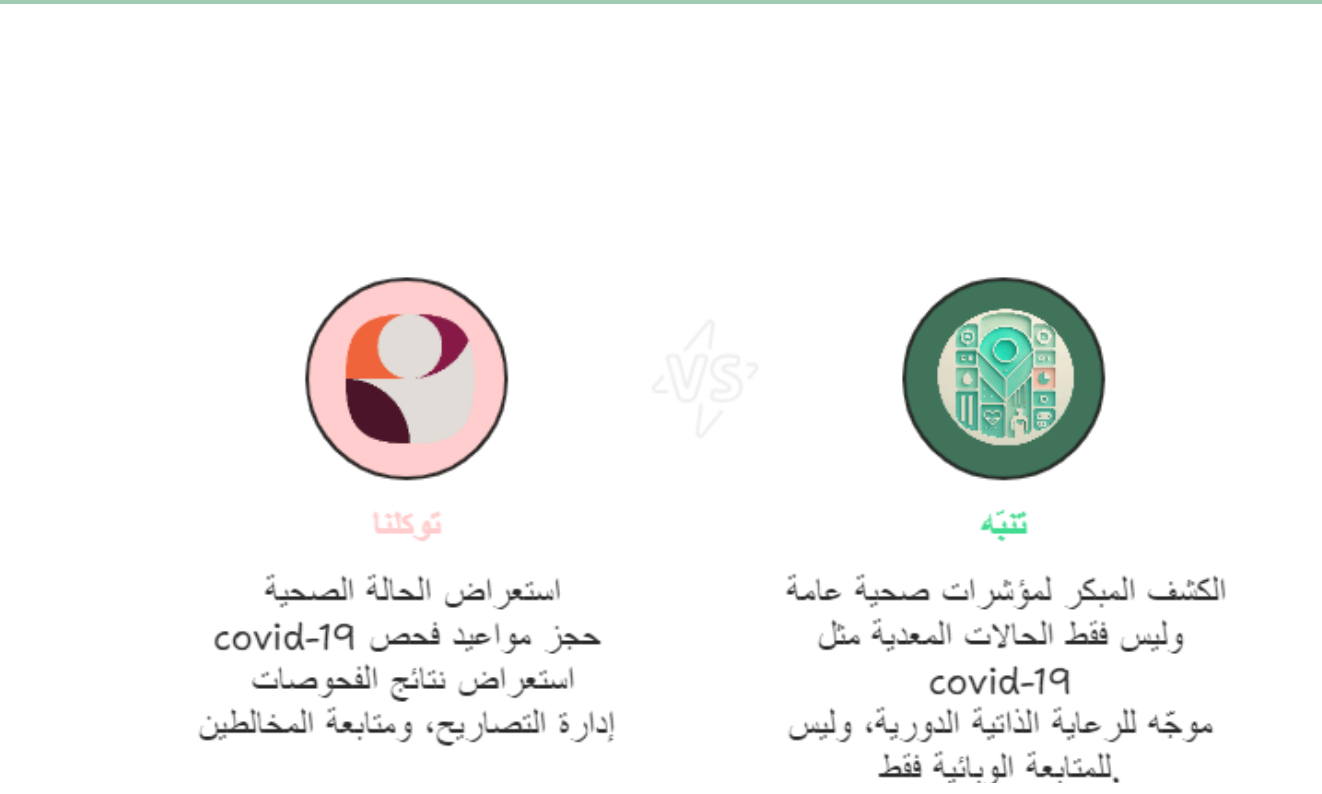 VS
تنبّه
الكشف المبكر لمؤشرات صحية عامة
وليس فقط الحالات المعدية مثل
covid-19
موجّه للرعاية الذاتية الدورية، وليس
للمتابعة الوبائية فقط.
توكلنا
استعراض الحالة الصحية
حجز مواعيد فحص covid-19
استعراض نتائج الفحوصات
إدارة التصاريح، ومتابعة المخالطين